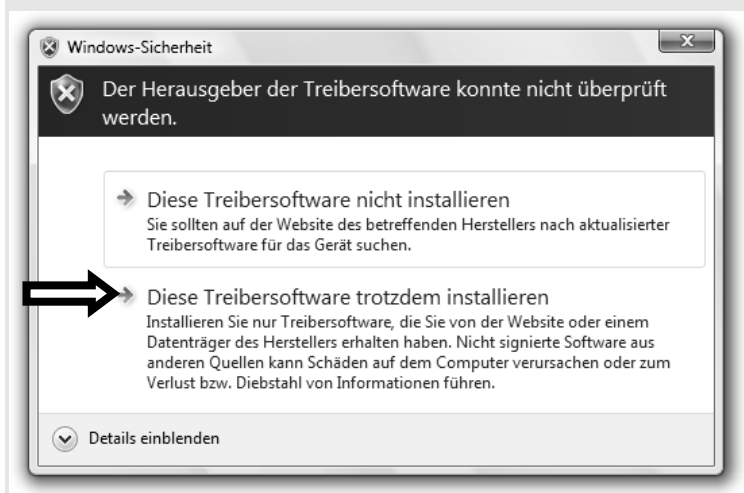 Windows-Sicherheit
Der Herausgeber der Treibersoftware konnte nicht überprüft
werden.
Diese Treibersoftware nicht installieren
Sie sollten auf der Website des betreffenden Herstellers nach aktualisierter
Treibersoftware für das Gerät suchen.
Diese Treibersoftware trotzdem installieren
Installieren Sie nur Treibersoftware, die Sie von der Website oder einem
Datenträger des Herstellers erhalten haben. Nicht signierte Software aus
anderen Quellen kann Schäden auf dem Computer verursachen oder zum
Verlust bzw. Diebstahl von Informationen führen.
Details einblenden